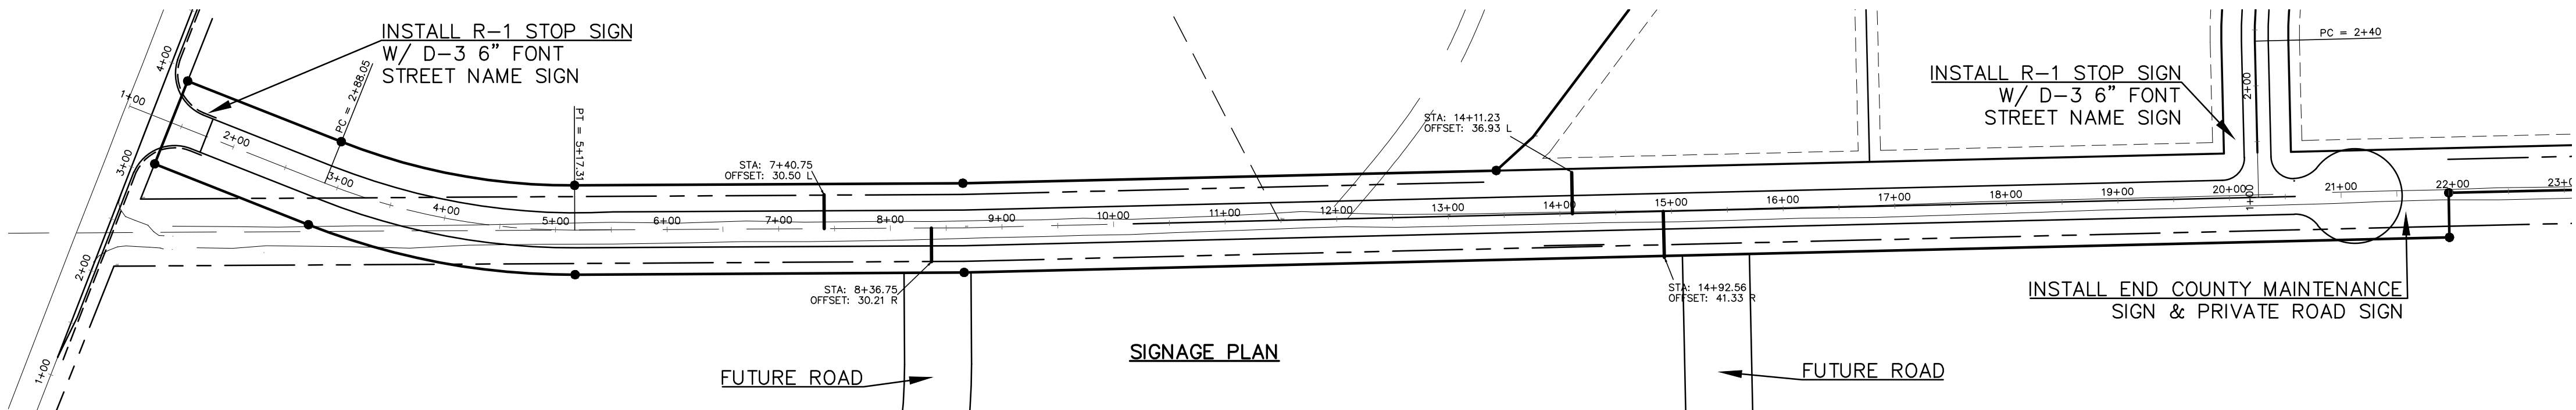 INSTALL R-1 STOP SIGN
W/ D-3 6" FONT
STREET NAME SIGN
4+00
1+00
PC = 2+88.05
2+00
3+00
3+00
2+00
1+00
PT = 5+17.31
4+00
5+00
6+00
7+00
8+00
9+00
10+00
11+00
12+00
13+00
14+00
15+00
16+00
17+00
18+00
19+00
20+00
21+00
22+00
STA: 7+40.75
OFFSET: 30.50 L
STA: 8+36.75
OFFSET: 30.21 R
STA: 14+11.23
OFFSET: 36.93 L
STA: 14+92.56
OFFSET: 41.33 R
INSTALL R-1 STOP SIGN
W/ D-3 6" FONT
STREET NAME SIGN
PC = 2+40
2+00
1+00
INSTALL END COUNTY MAINTENANCE
SIGN & PRIVATE ROAD SIGN
SIGNAGE PLAN
FUTURE ROAD
FUTURE ROAD